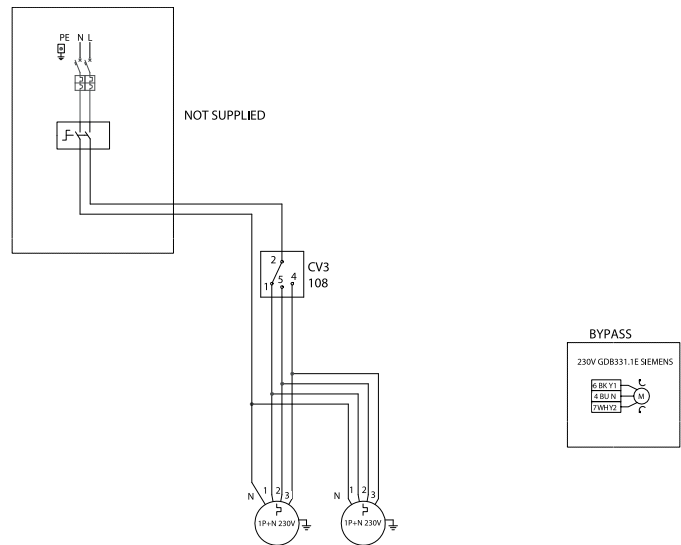 PE N L
NOT SUPPLIED
2
5 4
1
CV3
108
BYPASS
230V GDB331.1E SIEMENS
6 BK Y1
4 BU N
7WHY2
M
N 1 2 3
1P+N 230V
N 1 2 3
1P+N 230V